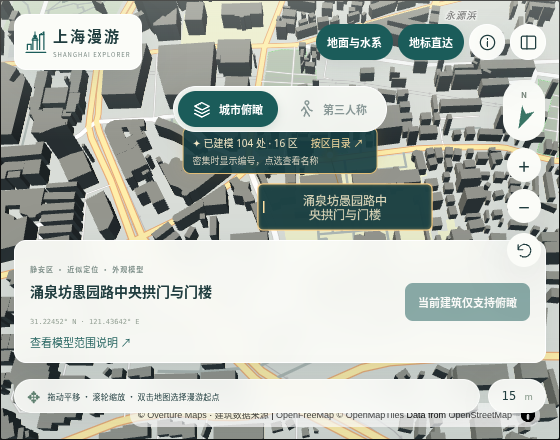 永源浜
上海漫游
SHANGHAI EXPLORER
地面与水系
地标直达
城市俯瞰
第三人称
N
✦ 已建模 104 处 · 16 区 按区目录 ↗
密集时显示编号，点选查看名称
+
−
涌泉坊愚园路中
央拱门与门楼
静安区 · 近似定位 · 外观模型
涌泉坊愚园路中央拱门与门楼
31.22452° N · 121.43642° E
查看模型范围说明 ↗
当前建筑仅支持俯瞰
拖动平移 · 滚轮缩放 · 双击地图选择漫游起点
15 m
© Overture Maps · 建筑数据来源 | OpenFreeMap © OpenMapTiles Data from OpenStreetMap